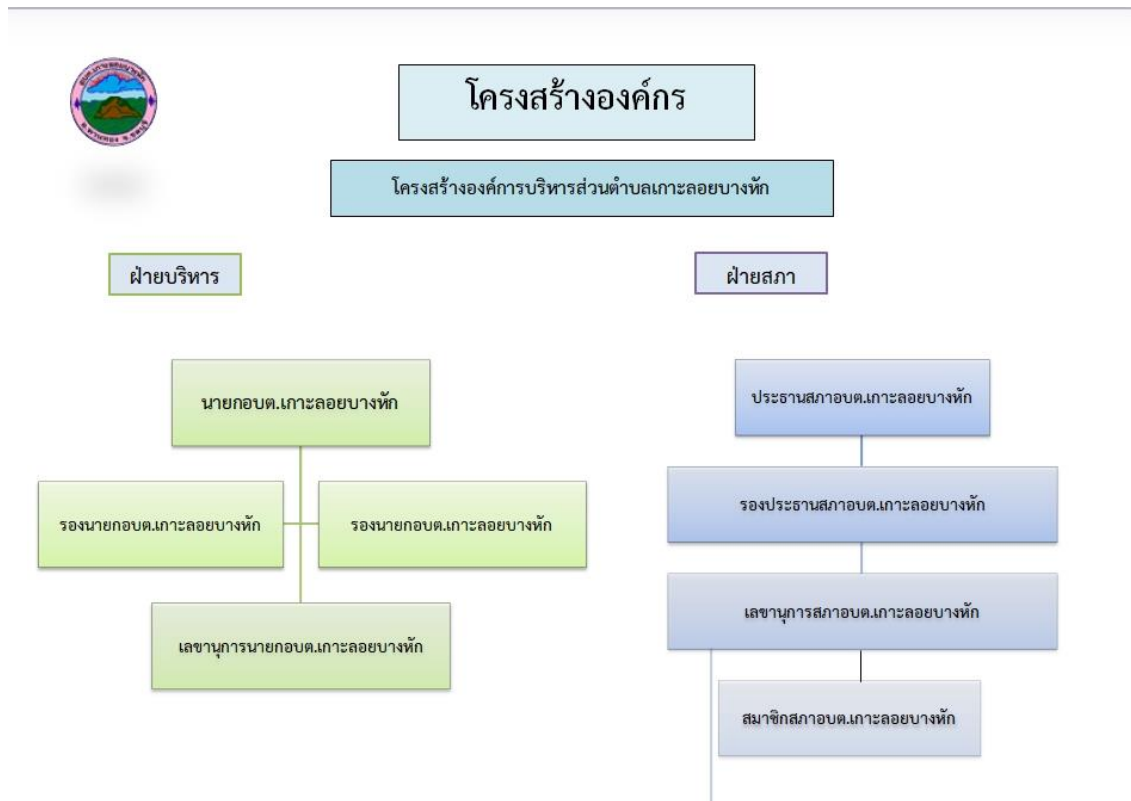 โครงสร้างองค์กร
โครงสร้างองค์การบริหารส่วนตำบลเกาะลอยบางหัก
ฝ่ายบริหาร
ฝ่ายสภา
นายกอบต.เกาะลอยบางหัก
รองนายกอบต.เกาะลอยบางหัก
รองนายกอบต.เกาะลอยบางหัก
เลขานุการนายกอบต.เกาะลอยบางหัก
ประธานสภาอบต.เกาะลอยบางหัก
รองประธานสภาอบต.เกาะลอยบางหัก
เลขานุการสภาอบต.เกาะลอยบางหัก
สมาชิกสภาอบต.เกาะลอยบางหัก